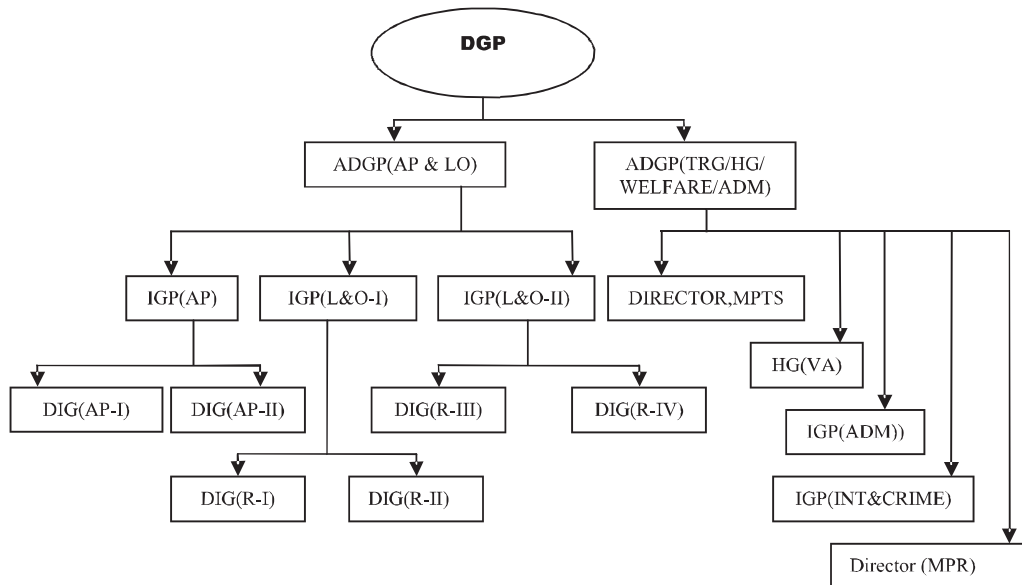 DGP
ADGP(AP & LO)
ADGP(TRG/HG/
WELFARE/ADM)
IGP(AP)
IGP(L&O-I)
IGP(L&O-II)
DIRECTOR,MPTS
HG(VA)
DIG(AP-I)
DIG(AP-II)
DIG(R-III)
DIG(R-IV)
IGP(ADM))
DIG(R-I)
DIG(R-II)
IGP(INT&CRIME)
Director (MPR)